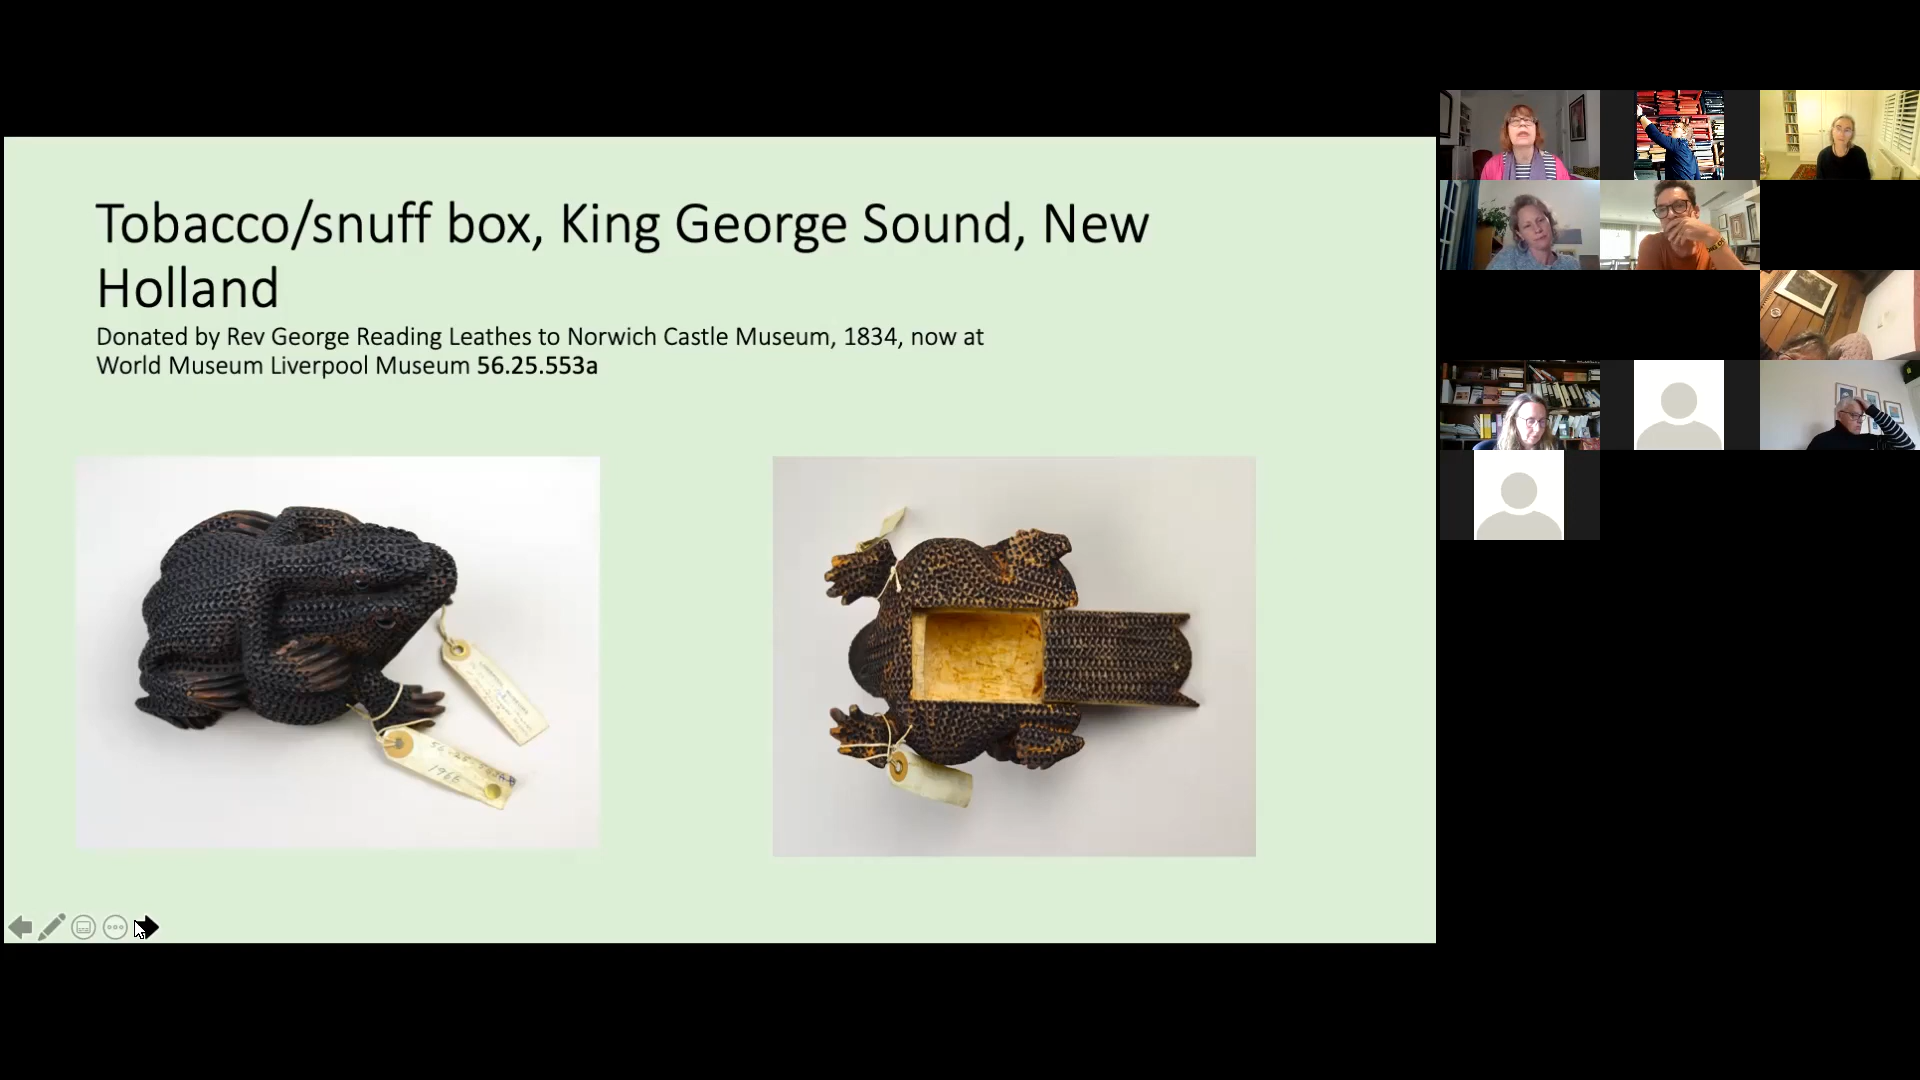 Tobacco/snuff box, King George Sound, New
Holland
Donated by Rev George Reading Leathes to Norwich Castle Museum, 1834, now at
World Museum Liverpool Museum 56.25.553a